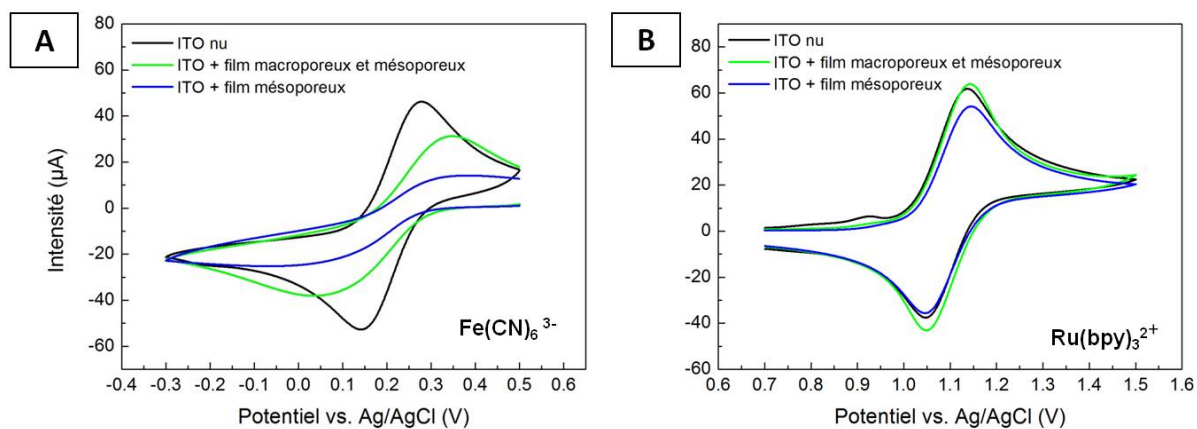 A
80
60
40
20
0
-20
-40
-60
Intensité (µA)
ITO nu
ITO + film macroporeux et mésoporeux
ITO + film mésoporeux
Fe(CN)₆ ³⁻
-0.4 -0.3 -0.2 -0.1 0.0 0.1 0.2 0.3 0.4 0.5 0.6
Potentiel vs. Ag/AgCl (V)
B
100
80
60
40
20
0
-20
-40
-60
ITO nu
ITO + film macroporeux et mésoporeux
ITO + film mésoporeux
Ru(bpy)₃²⁺
0.6 0.7 0.8 0.9 1.0 1.1 1.2 1.3 1.4 1.5 1.6
Potentiel vs. Ag/AgCl (V)